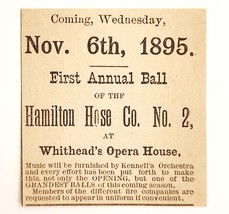 Coming, Wednesday,
Nov. 6th, 1895.
First Annual Ball
OF THE
Hamilton Hose Co. No. 2,
AT
Whithead's Opera House,
Music will be furnished by Kennell's Orchestra
and every effort has been put forth to make
this, not only the OPENING, but one of the
GRANDEST BALLS of this coming season.
Members of the different fire companies are
requested to appear in uniform if convenient.